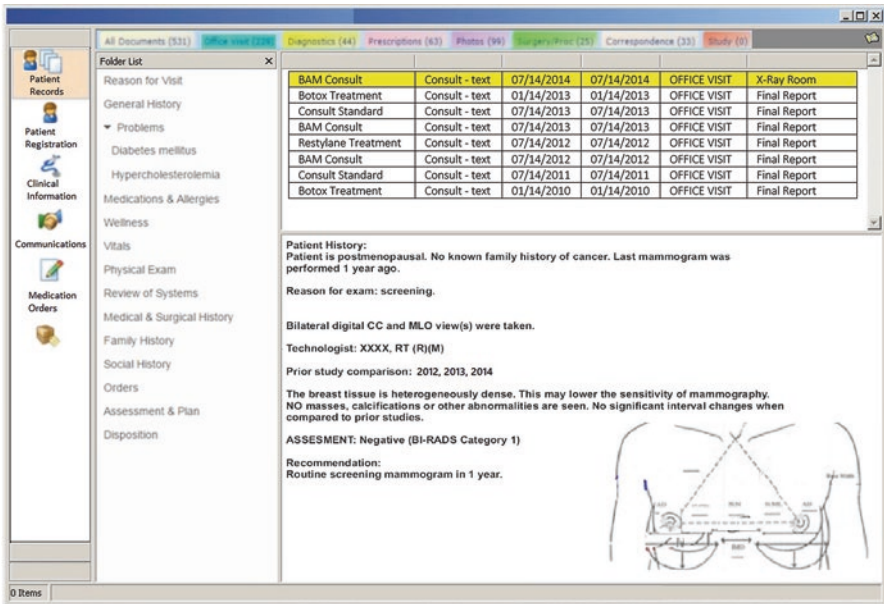 All Documents (531) Office Visit (239) Diagnostics (44) Prescriptions (63) Photos (99) Surgery/Proc (25) Correspondence (33) Study (0)
Patient
Records
Patient
Registration
Clinical
Information
Communications
Medication
Orders
Folder List X
Reason for Visit
General History
Problems
Diabetes mellitus
Hypercholesterolemia
Medications & Allergies
Wellness
Vitals
Physical Exam
Review of Systems
Medical & Surgical History
Family History
Social History
Orders
Assessment & Plan
Disposition
BAM Consult Consult - text 07/14/2014 07/14/2014 OFFICE VISIT X-Ray Room
Botox Treatment Consult - text 01/14/2013 01/14/2013 OFFICE VISIT Final Report
Consult Standard Consult - text 07/14/2013 07/14/2013 OFFICE VISIT Final Report
BAM Consult Consult - text 07/14/2013 07/14/2013 OFFICE VISIT Final Report
Restylane Treatment Consult - text 07/14/2012 07/14/2012 OFFICE VISIT Final Report
BAM Consult Consult - text 07/14/2012 07/14/2012 OFFICE VISIT Final Report
Consult Standard Consult - text 07/14/2011 07/14/2011 OFFICE VISIT Final Report
Botox Treatment Consult - text 01/14/2010 01/14/2010 OFFICE VISIT Final Report
Patient History:
Patient is postmenopausal. No known family history of cancer. Last mammogram was
performed 1 year ago.
Reason for exam: screening.
Bilateral digital CC and MLO view(s) were taken.
Technologist: XXXX, RT (R)(M)
Prior study comparison: 2012, 2013, 2014
The breast tissue is heterogeneously dense. This may lower the sensitivity of mammography.
NO masses, calcifications or other abnormalities are seen. No significant interval changes when
compared to prior studies.
ASSESMENT: Negative (BI-RADS Category 1)
Recommendation:
Routine screening mammogram in 1 year.
0 Items